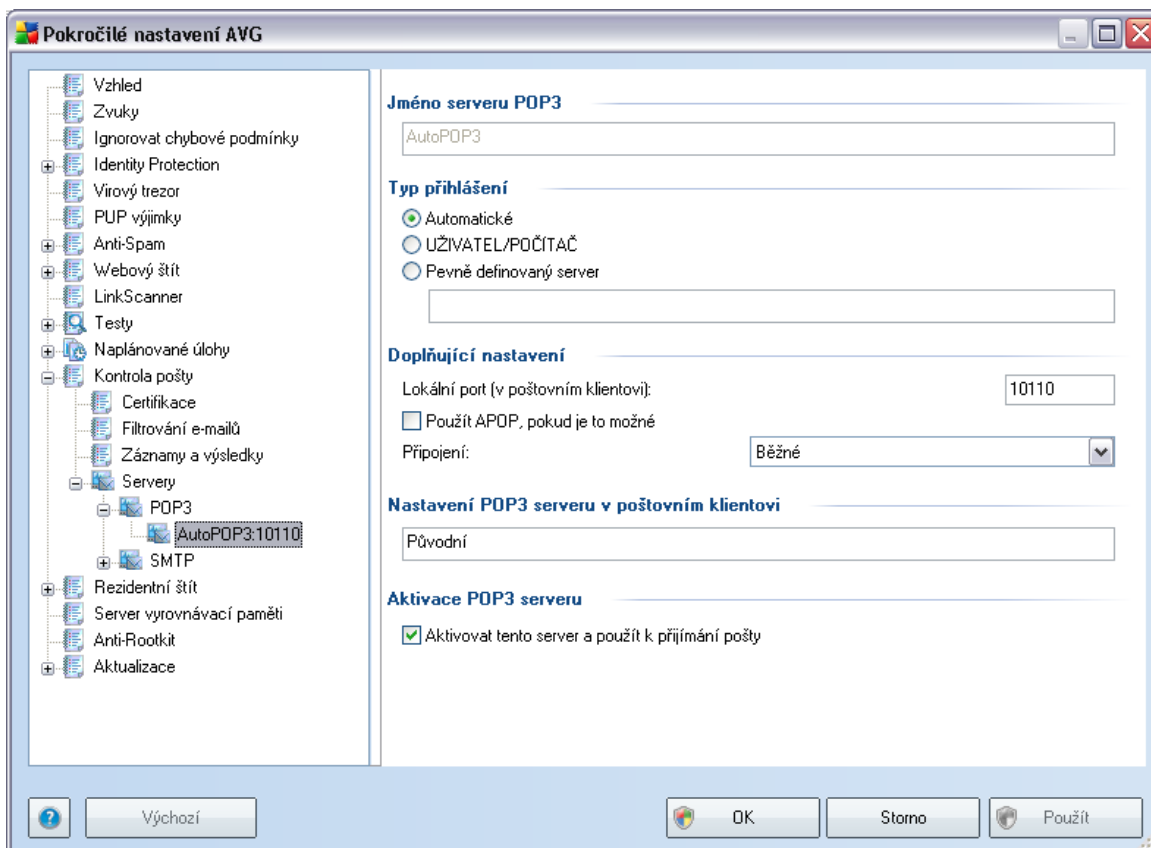 Pokročilé nastavení AVG
Vzhled
Zvuky
Ignorovat chybové podmínky
Identity Protection
Virový trezor
PUP výjimky
Anti-Spam
Webový štít
LinkScanner
Testy
Naplánované úlohy
Kontrola pošty
Certifikace
Filtrování e-mailů
Záznamy a výsledky
Servery
POP3
AutoPOP3:10110
SMTP
Rezidentní štít
Server vyrovnávací paměti
Anti-Rootkit
Aktualizace
Jméno serveru POP3
AutoPOP3
Typ přihlášení
Automatické
UŽIVATEL/POČÍTAČ
Pevně definovaný server
Doplňující nastavení
Lokální port (v poštovním klientovi):
10110
Použít APOP, pokud je to možné
Připojení:
Běžné
Nastavení POP3 serveru v poštovním klientovi
Původní
Aktivace POP3 serveru
Aktivovat tento server a použít k přijímání pošty
Výchozí
OK
Storno
Použít